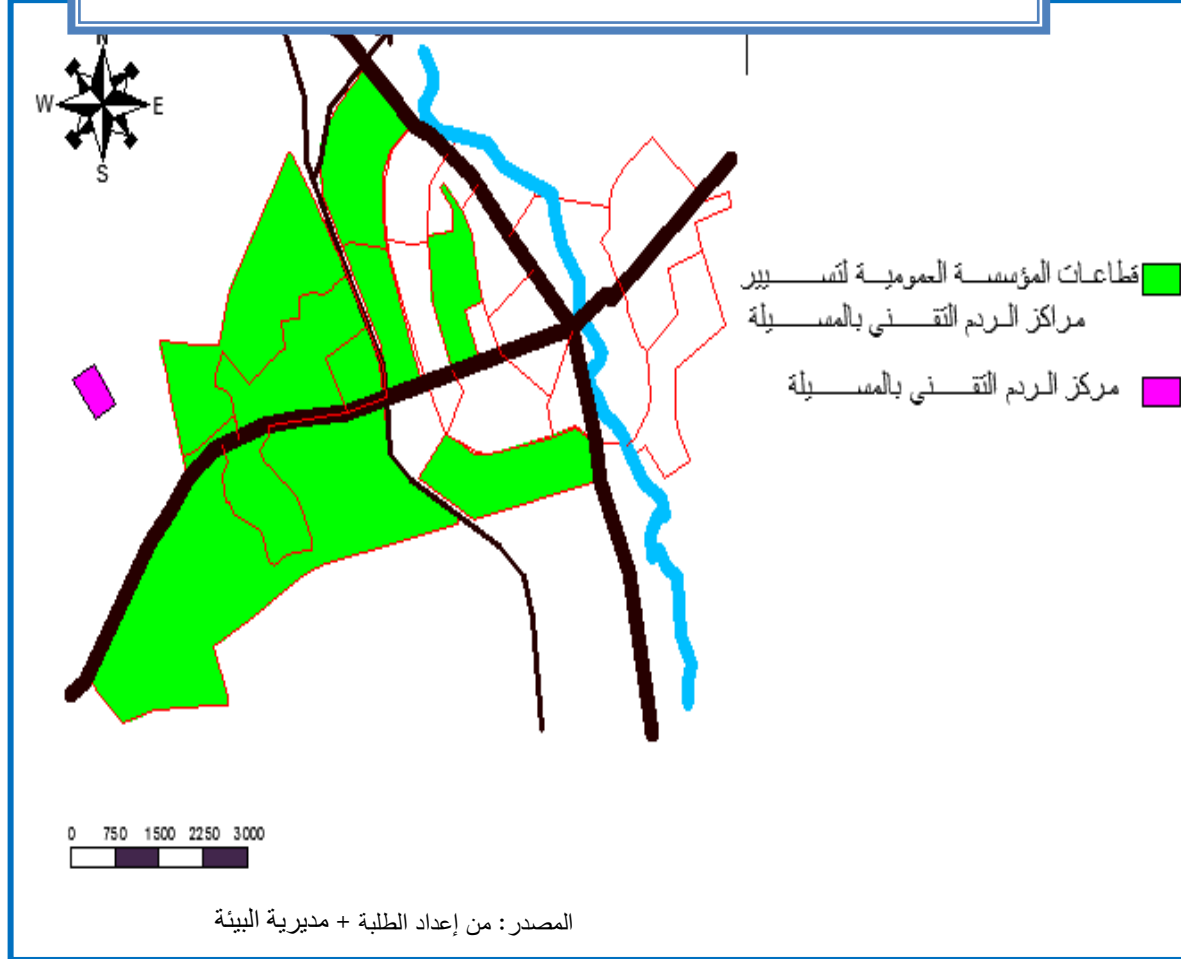 N
W
E
S
قطاعات المؤسسة العمومية لتسيير
مراكز الردم التقني بالمسيلة
مركز الردم التقني بالمسيلة
0 750 1500 2250 3000
المصدر: من إعداد الطلبة + مديرية البيئة